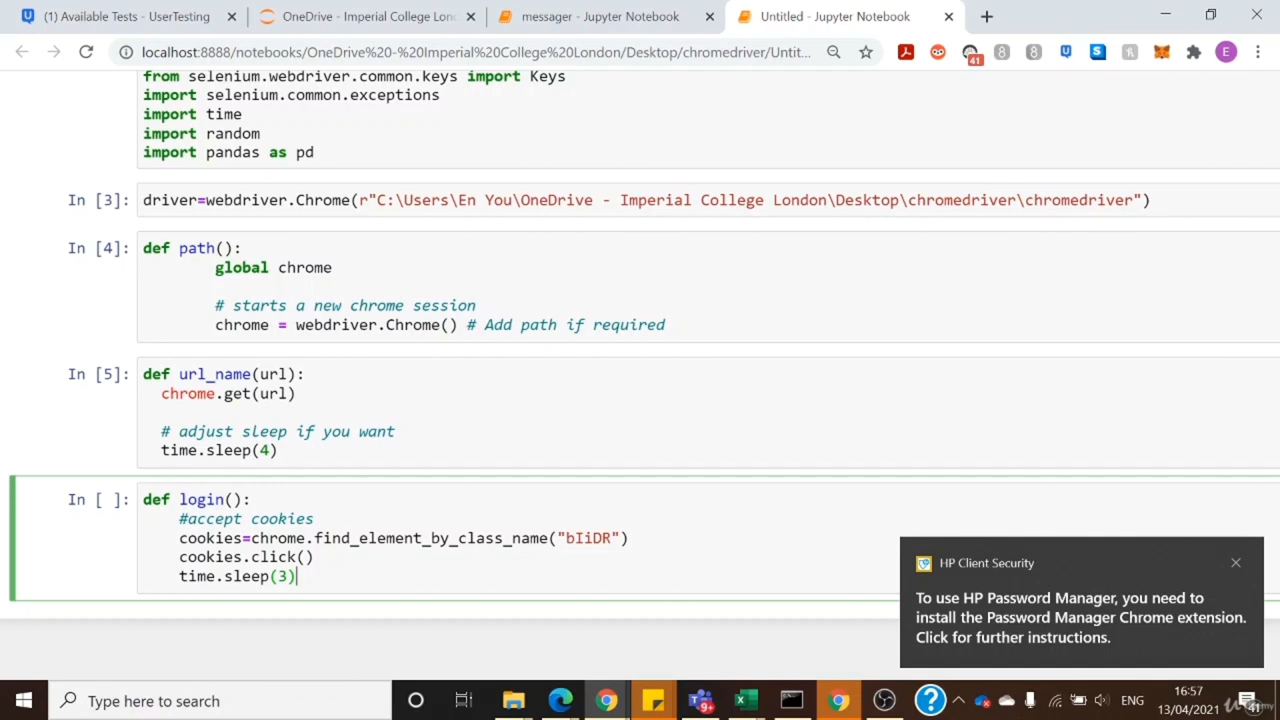 (1) Available Tests - UserTesting
OneDrive - Imperial College Lond
messager - Jupyter Notebook
Untitled - Jupyter Notebook
localhost:8888/notebooks/OneDrive%20-%20Imperial%20College%20London/Desktop/chromedriver/Untit...
41
E
from selenium.webdriver.common.keys import Keys
import selenium.common.exceptions
import time
import random
import pandas as pd
In [3]: driver=webdriver.Chrome(r"C:\Users\En You\OneDrive - Imperial College London\Desktop\chromedriver\chromedriver")
In [4]: def path():
global chrome
# starts a new chrome session
chrome = webdriver.Chrome() # Add path if required
In [5]: def url_name(url):
chrome.get(url)
# adjust sleep if you want
time.sleep(4)
In [ ]: def login():
#accept cookies
cookies=chrome.find_element_by_class_name("bIiDR")
cookies.click()
time.sleep(3)
HP Client Security
To use HP Password Manager, you need to
install the Password Manager Chrome extension.
Click for further instructions.
Type here to search
9+
ENG
16:57
13/04/2021
41